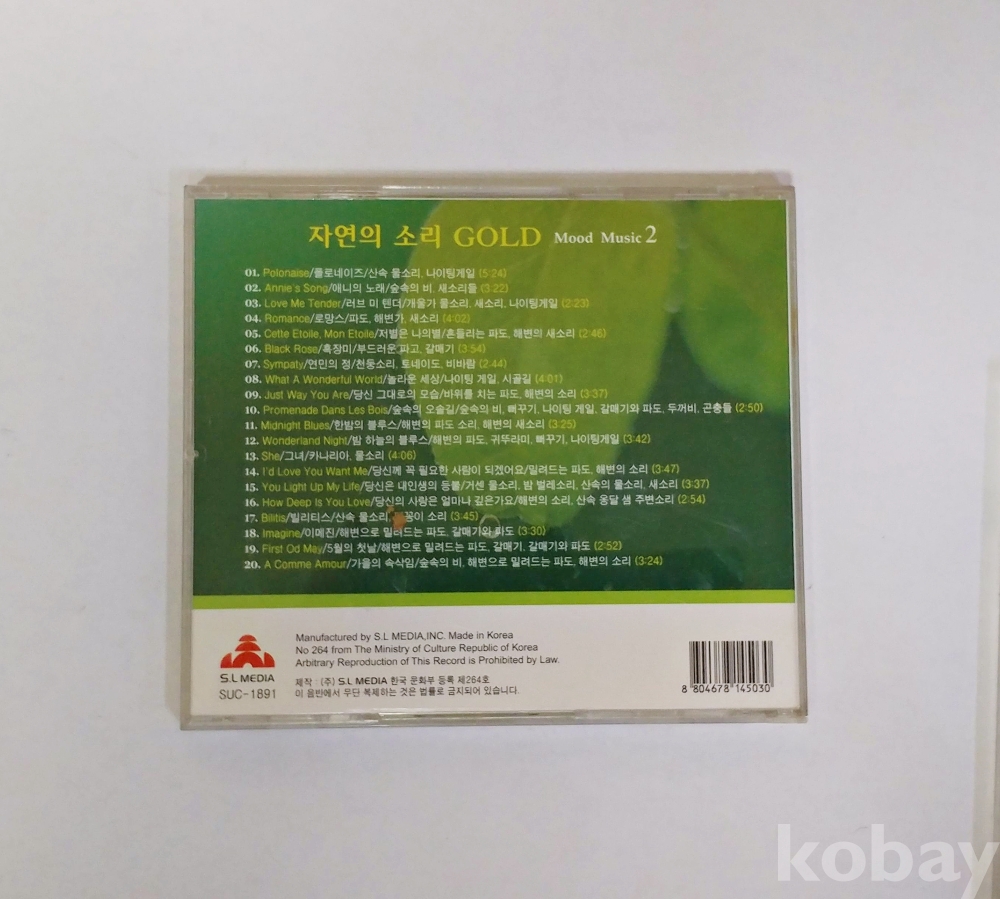 자연의 소리 GOLD Mood Music 2
01. Polonaise/폴로네이즈/산속 물소리, 나이팅게일 (5:24)
02. Annie's Song/애니의 노래/숲속의 비, 새소리들 (3:22)
03. Love Me Tender/러브 미 텐더/개울가 물소리, 새소리, 나이팅게일 (2:23)
04. Romance/로망스/파도, 해변가, 새소리 (4:02)
05. Cette Etoile, Mon Etoile/저별은 나의별/흔들리는 파도, 해변의 새소리 (2:46)
06. Black Rose/흑장미/부드러운 파고, 갈매기 (3:54)
07. Sympaty/연민의 정/천둥소리, 토네이도, 비바람 (2:44)
08. What A Wonderful World/놀라운 세상/나이팅 게일, 시골길 (4:01)
09. Just Way You Are/당신 그대로의 모습/바위를 치는 파도, 해변의 소리 (3:37)
10. Promenade Dans Les Bois/숲속의 오솔길/숲속의 비, 뻐꾸기, 나이팅 게일, 갈매기와 파도, 두꺼비, 곤충들 (2:50)
11. Midnight Blues/한밤의 블루스/해변의 파도 소리, 해변의 새소리 (3:25)
12. Wonderland Night/밤 하늘의 블루스/해변의 파도, 귀뚜라미, 뻐꾸기, 나이팅게일 (3:42)
13. She/그녀/카나리아, 물소리 (4:06)
14. I'd Love You Want Me/당신께 꼭 필요한 사람이 되겠어요/밀려드는 파도, 해변의 소리 (3:47)
15. You Light Up My Life/당신은 내인생의 등불/거센 물소리, 밤 벌레소리, 산속의 물소리, 새소리 (3:37)
16. How Deep Is You Love/당신의 사랑은 얼마나 깊은가요/해변의 소리, 산속 옹달 샘 주변소리 (2:54)
17. Bilitis/빌리티스/산속 물소리, 꽂이 소리 (3:45)
18. Imagine/이메진/해변으로 밀려드는 파도, 갈매기와 파도 (3:30)
19. First Od May/5월의 첫날/해변으로 밀려드는 파도, 갈매기, 갈매기와 파도 (2:52)
20. A Comme Amour/가을의 속삭임/숲속의 비, 해변으로 밀려드는 파도, 해변의 소리 (3:24)
Manufactured by S.L MEDIA,INC. Made in Korea
No 264 from The Ministry of Culture Republic of Korea
Arbitrary Reproduction of This Record is Prohibited by Law.
제작 : (주) S.L MEDIA 한국 문화부 등록 제264호
이 음반에서 무단 복제하는 것은 법률로 금지되어 있습니다.
S.L MEDIA
SUC-1891
8 804678 145030
kobay